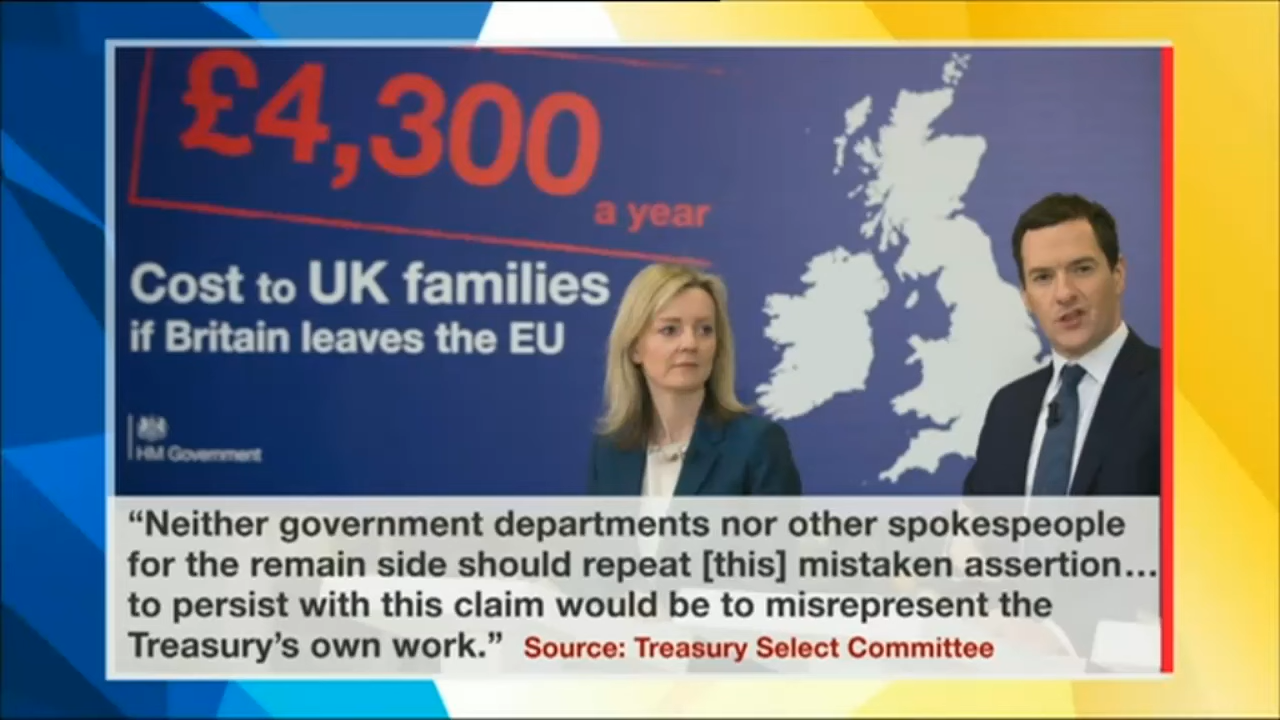 £4,300
a year
Cost to UK families
if Britain leaves the EU
HM Government
“Neither government departments nor other spokespeople
for the remain side should repeat [this] mistaken assertion...
to persist with this claim would be to misrepresent the
Treasury’s own work.” Source: Treasury Select Committee